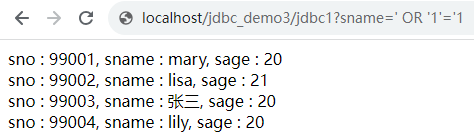 localhost/jdbc_demo3/jdbc1?sname=' OR '1'='1
sno : 99001, sname : mary, sage : 20
sno : 99002, sname : lisa, sage : 21
sno : 99003, sname : 张三, sage : 20
sno : 99004, sname : lily, sage : 20